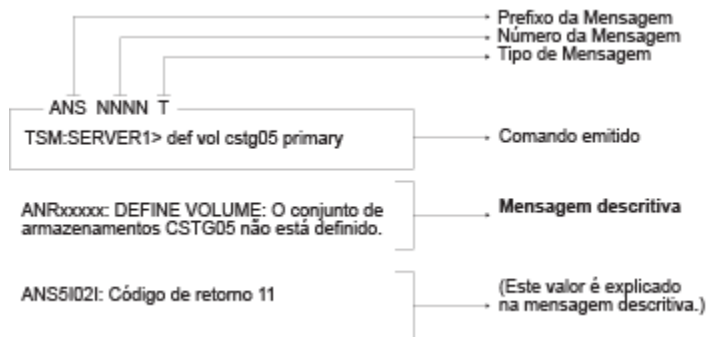 Prefixo da Mensagem
Número da Mensagem
Tipo de Mensagem
ANS NNNN T
TSM:SERVER1> def vol cstg05 primary
Comando emitido
ANRxxxxx: DEFINE VOLUME: O conjunto de
armazenamentos CSTG05 não está definido.
Mensagem descritiva
ANS5I02I: Código de retorno 11
(Este valor é explicado
na mensagem descritiva.)